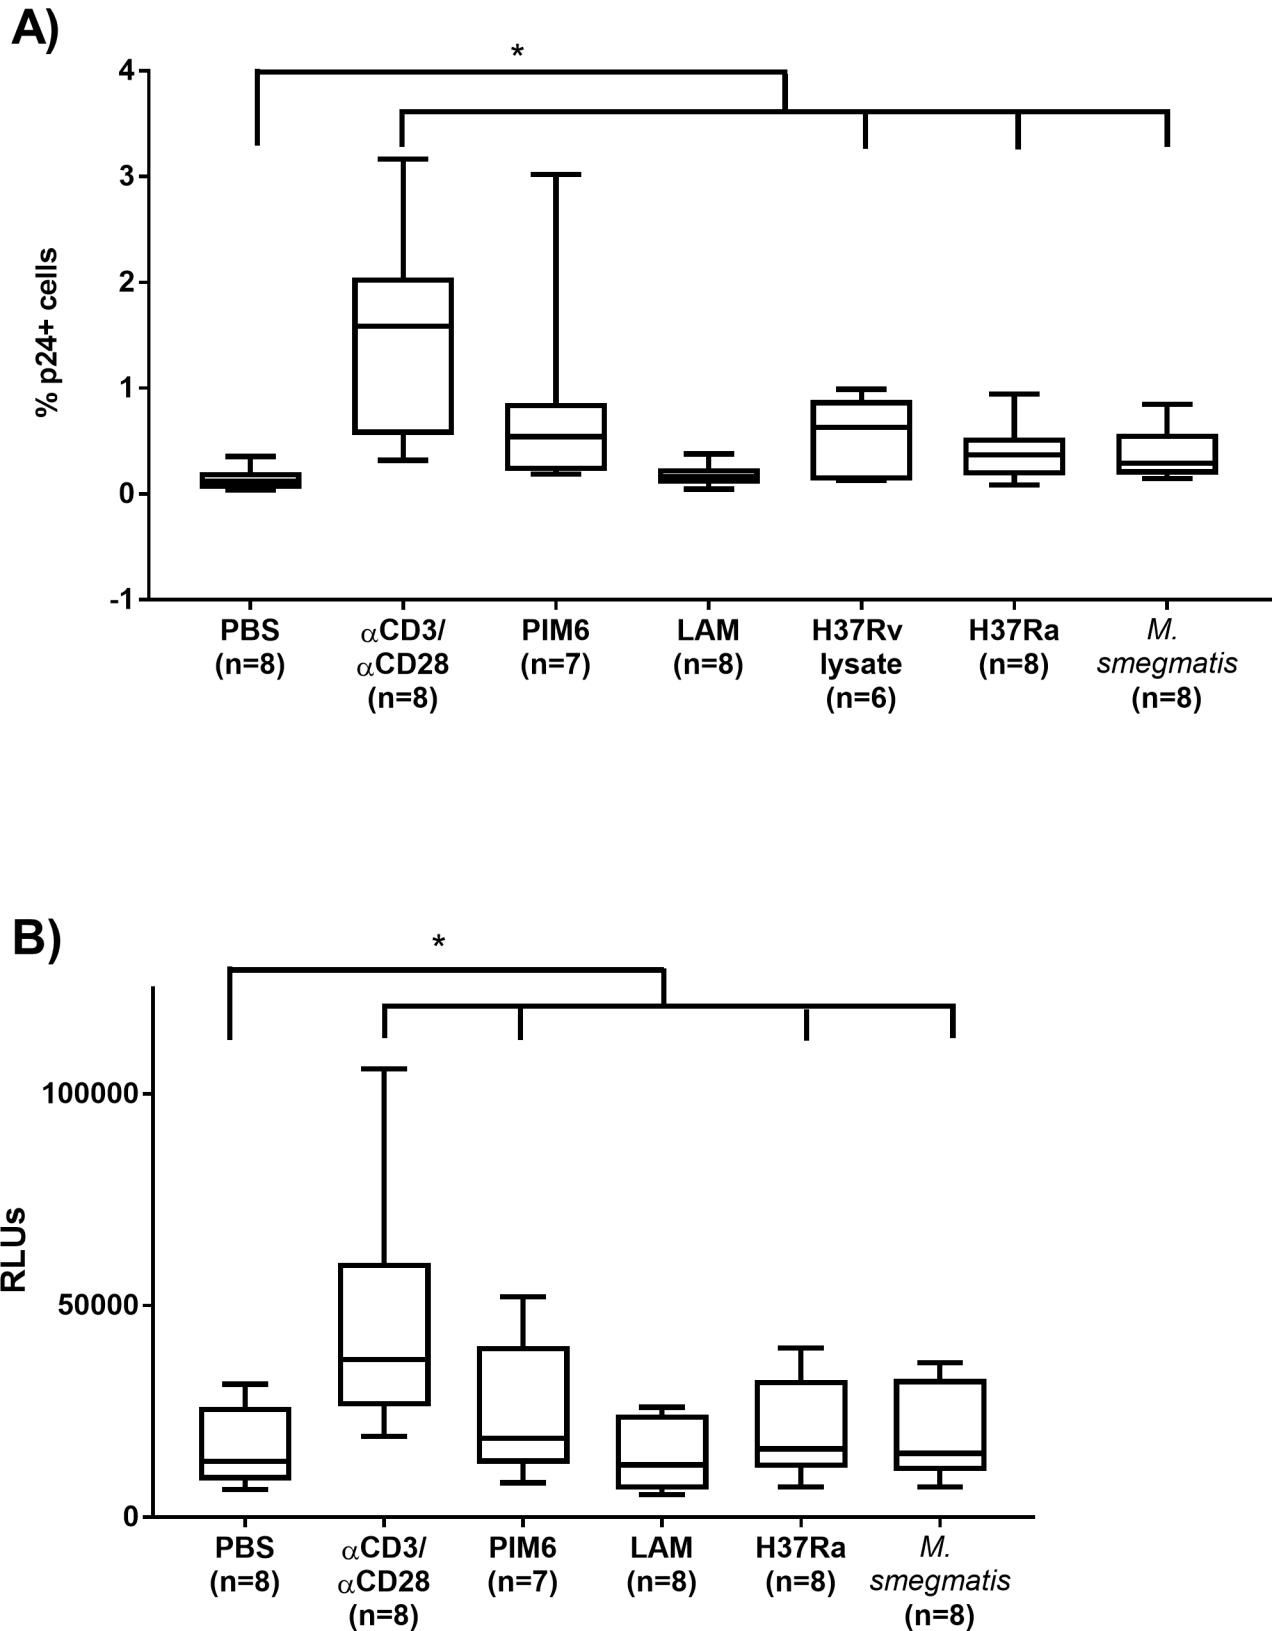 A)
*
4
3
2
1
0
-1
% p24+ cells
PBS
(n=8)
αCD3/
αCD28
(n=8)
PIM6
(n=7)
LAM
(n=8)
H37Rv
lysate
(n=6)
H37Ra
(n=8)
M.
smegmatis
(n=8)
B)
*
100000
50000
0
RLUs
PBS
(n=8)
αCD3/
αCD28
(n=8)
PIM6
(n=7)
LAM
(n=8)
H37Ra
(n=8)
M.
smegmatis
(n=8)